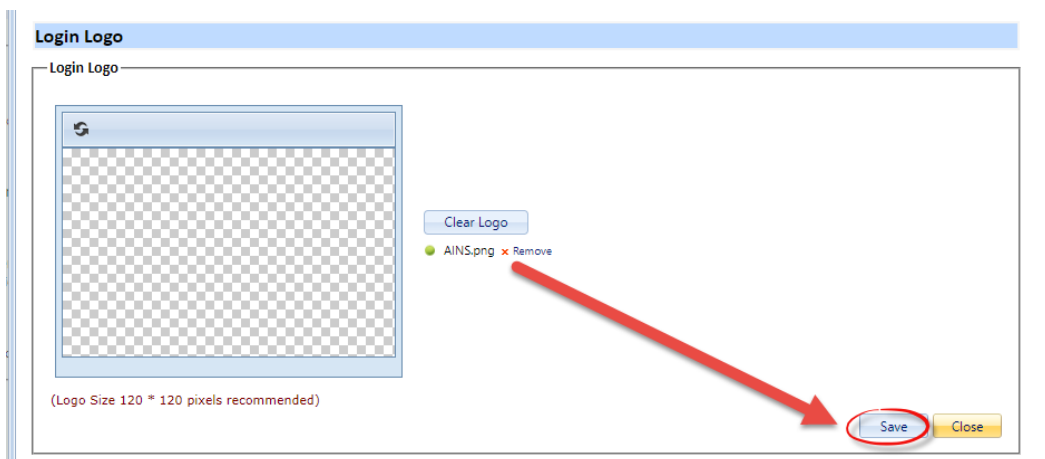 Login Logo
Login Logo
Clear Logo
AINS.png x Remove
(Logo Size 120 * 120 pixels recommended)
Save Close